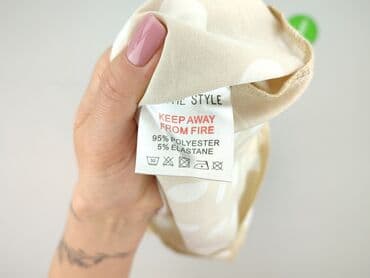 STYLE
KEEP AWAY
FROM FIRE
95% POLYESTER
5% ELASTANE